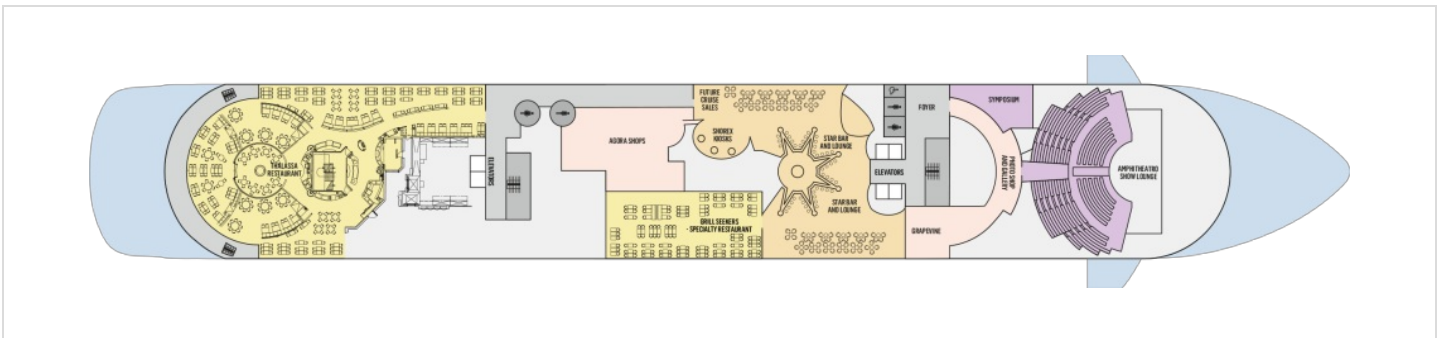 THALASSA
RESTAURANT
ELEVATORS
AGORA SHOPS
FUTURE
CRUISE
SALES
SHOREX
KIOSKS
GRILL SEEKERS
- SPECIALTY RESTAURANT
STAR BAR
AND LOUNGE
STAR BAR
AND LOUNGE
ELEVATORS
FOYER
GRAPEVINE
SYMPOSIUM
PHOTO SHOP
AND GALLERY
AMPHITHEATRO
SHOW LOUNGE